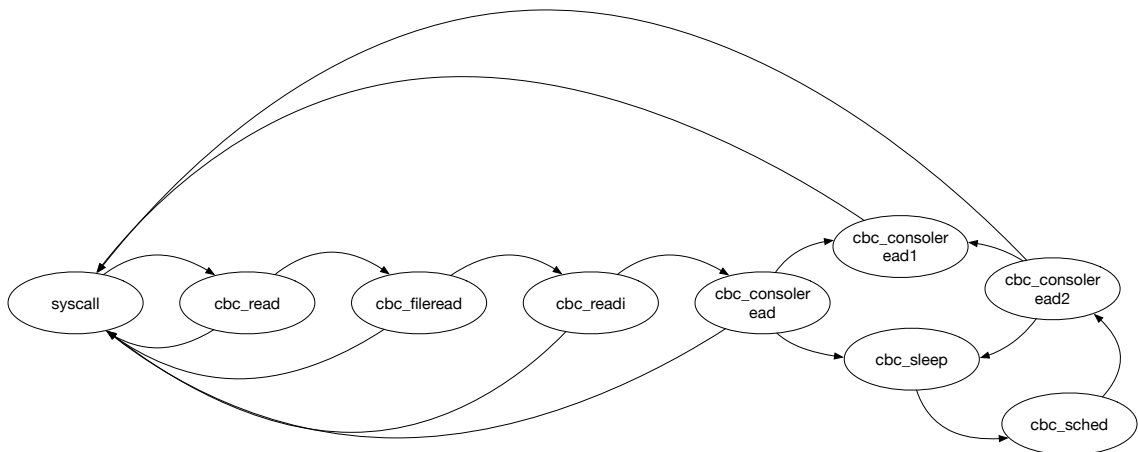 syscall
cbc_read
cbc_fileread
cbc_readi
cbc_consoler
ead
cbc_consoler
ead1
cbc_consoler
ead2
cbc_sleep
cbc_sched